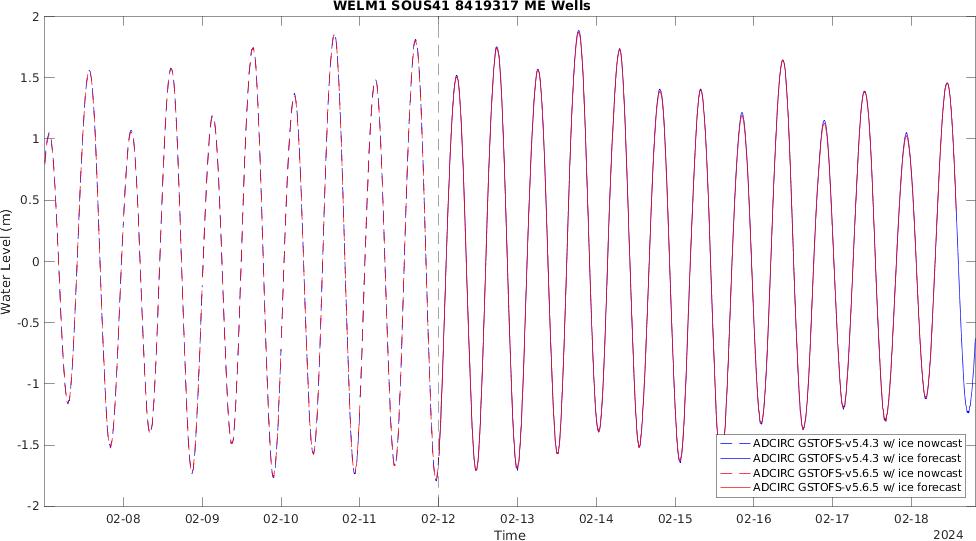 WELM1 SOUS41 8419317 ME Wells
2
1.5
1
0.5
0
-0.5
-1
-1.5
-2
Water Level (m)
ADCIRC GSTOFS-v5.4.3 w/ ice nowcast
ADCIRC GSTOFS-v5.4.3 w/ ice forecast
ADCIRC GSTOFS-v5.6.5 w/ ice nowcast
ADCIRC GSTOFS-v5.6.5 w/ ice forecast
02-08 02-09 02-10 02-11 02-12 02-13 02-14 02-15 02-16 02-17 02-18
Time
2024